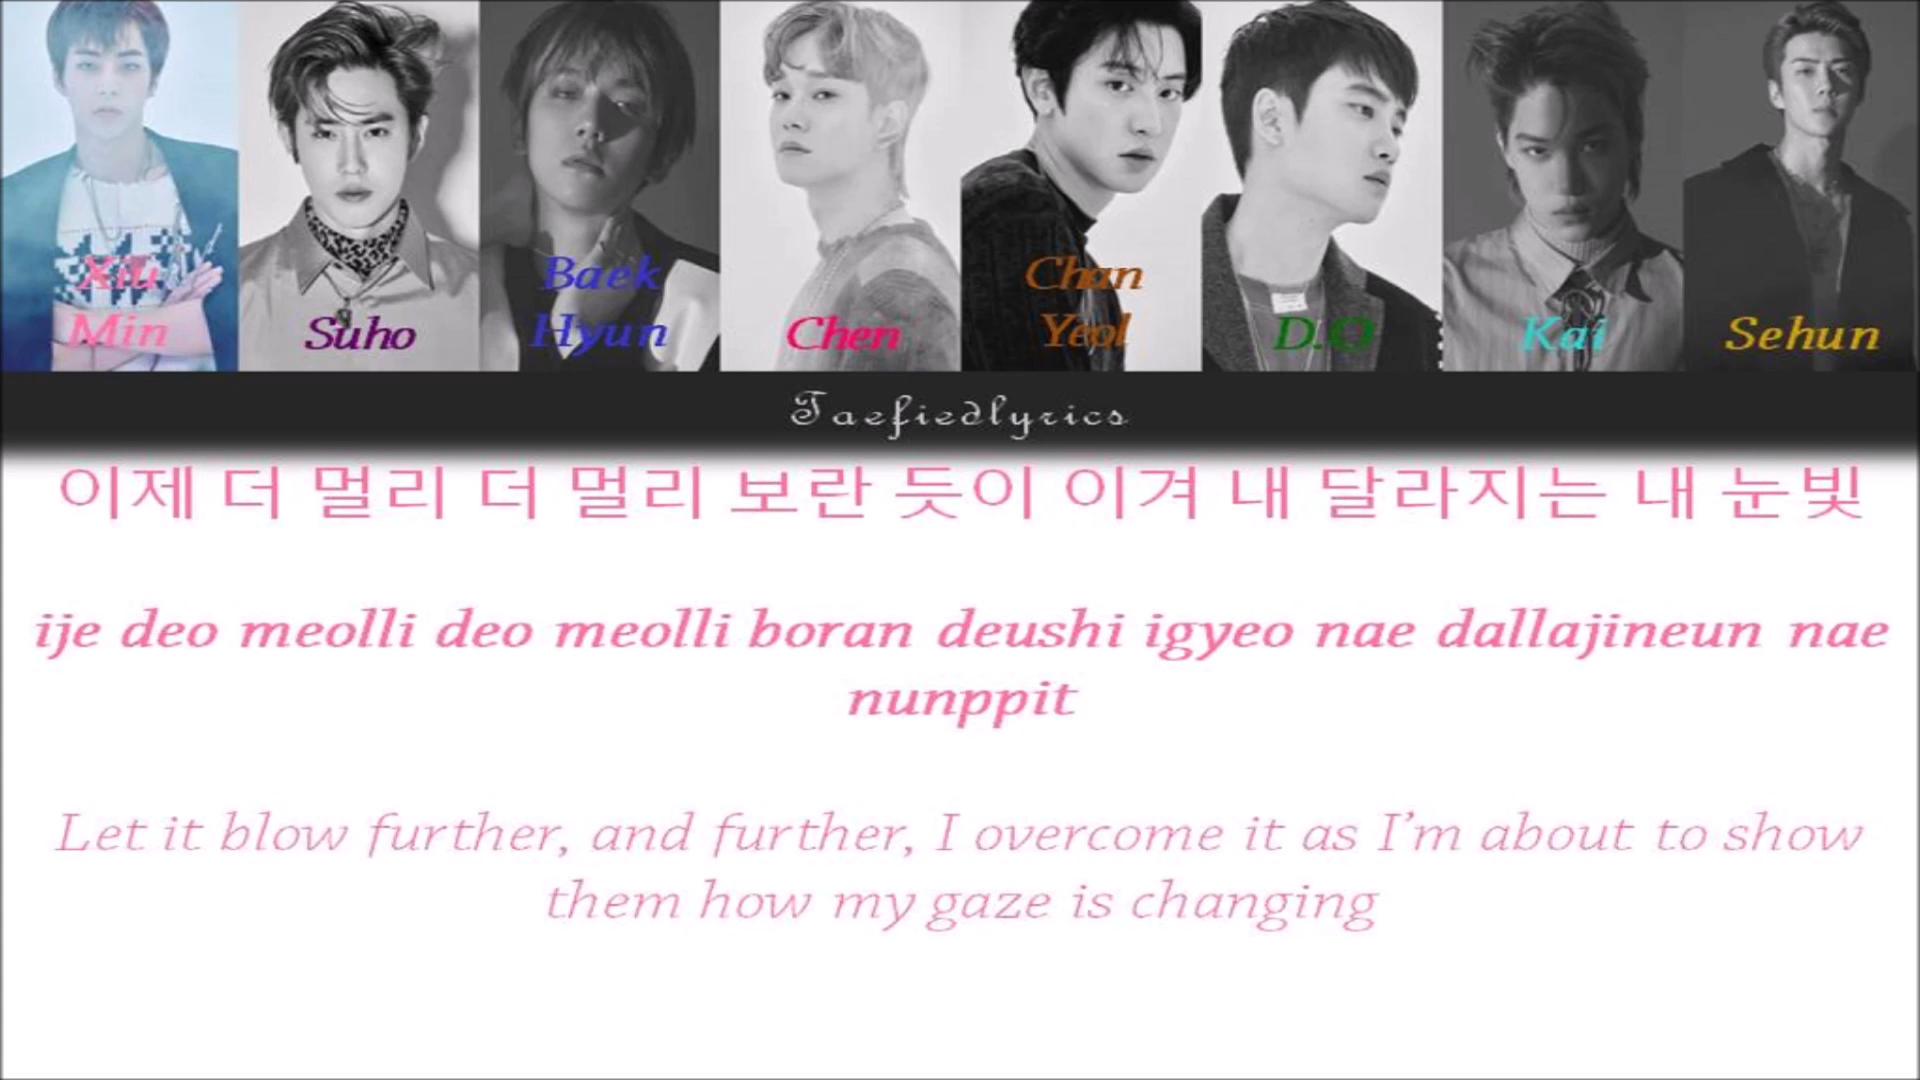 Xiu
Min
Suho
Baek
Hyun
Chen
Chan
Yeol
D.O
Kai
Sehun
Taefiedlyrics
이제 더 멀리 더 멀리 보란 듯이 이겨 내 달라지는 내 눈빛
ije deo meolli deo meolli boran deushi igyeo nae dallajineun nae
nunppit
Let it blow further, and further, I overcome it as I’m about to show
them how my gaze is changing